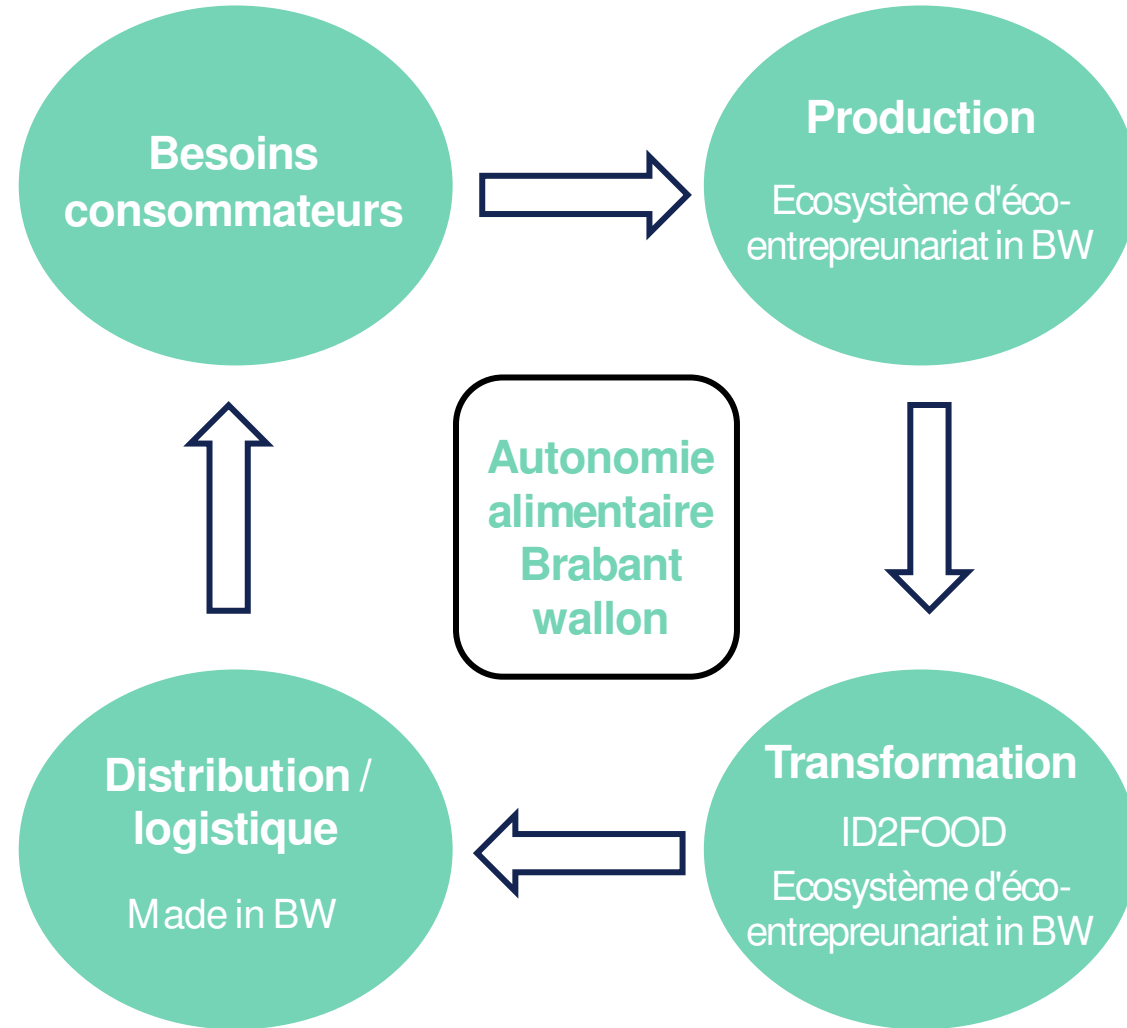 Besoins
consommateurs
Production
Ecosystème d'éco-
entrepreunariat in BW
Autonomie
alimentaire
Brabant
wallon
Distribution /
logistique
Made in BW
Transformation
ID2FOOD
Ecosystème d'éco-
entrepreunariat in BW